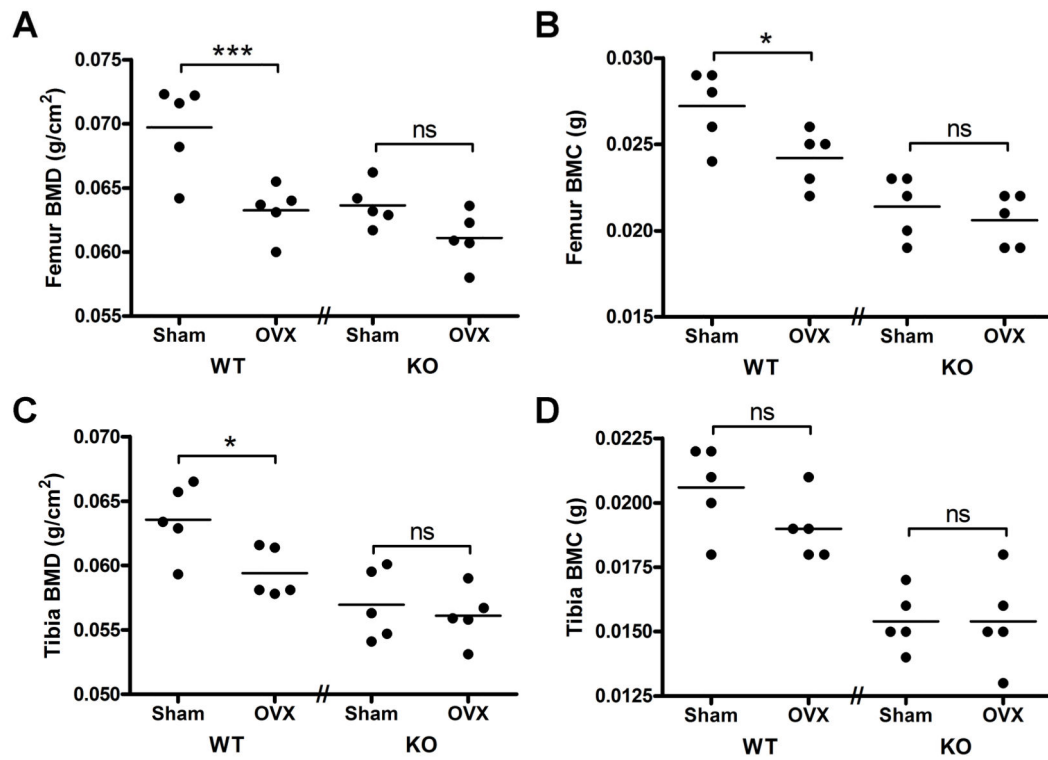 A
B
Femur BMD (g/cm²)
0.075
0.070
0.065
0.060
0.055
***
ns
Sham
OVX
Sham
OVX
WT
KO
Femur BMC (g)
0.030
0.025
0.020
0.015
*
ns
Sham
OVX
Sham
OVX
WT
KO
C
D
Tibia BMD (g/cm²)
0.070
0.065
0.060
0.055
0.050
*
ns
Sham
OVX
Sham
OVX
WT
KO
Tibia BMC (g)
0.0225
0.0200
0.0175
0.0150
0.0125
ns
ns
Sham
OVX
Sham
OVX
WT
KO